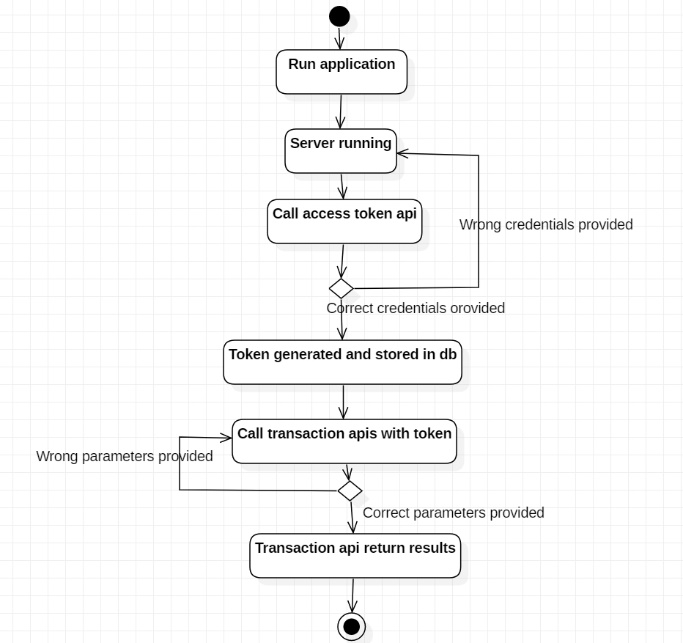 Run application
Server running
Call access token api
Wrong credentials provided
Correct credentials orovided
Token generated and stored in db
Call transaction apis with token
Wrong parameters provided
Correct parameters provided
Transaction api return results